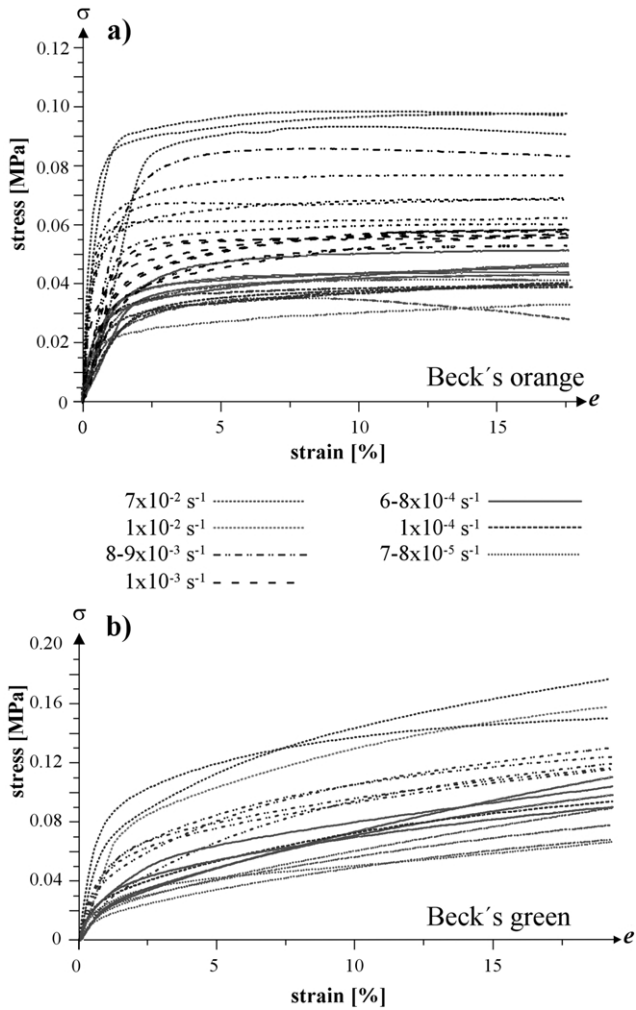 σ
a)
0.12
0.10
0.08
0.06
0.04
0.02
0
stress [MPa]
Beck´s orange
e
0
5
10
15
strain [%]
7x10-2 s-1
1x10-2 s-1
8-9x10-3 s-1
1x10-3 s-1
6-8x10-4 s-1
1x10-4 s-1
7-8x10-5 s-1
σ
b)
0.20
0.16
0.12
0.08
0.04
0
stress [MPa]
Beck´s green
e
0
5
10
15
strain [%]